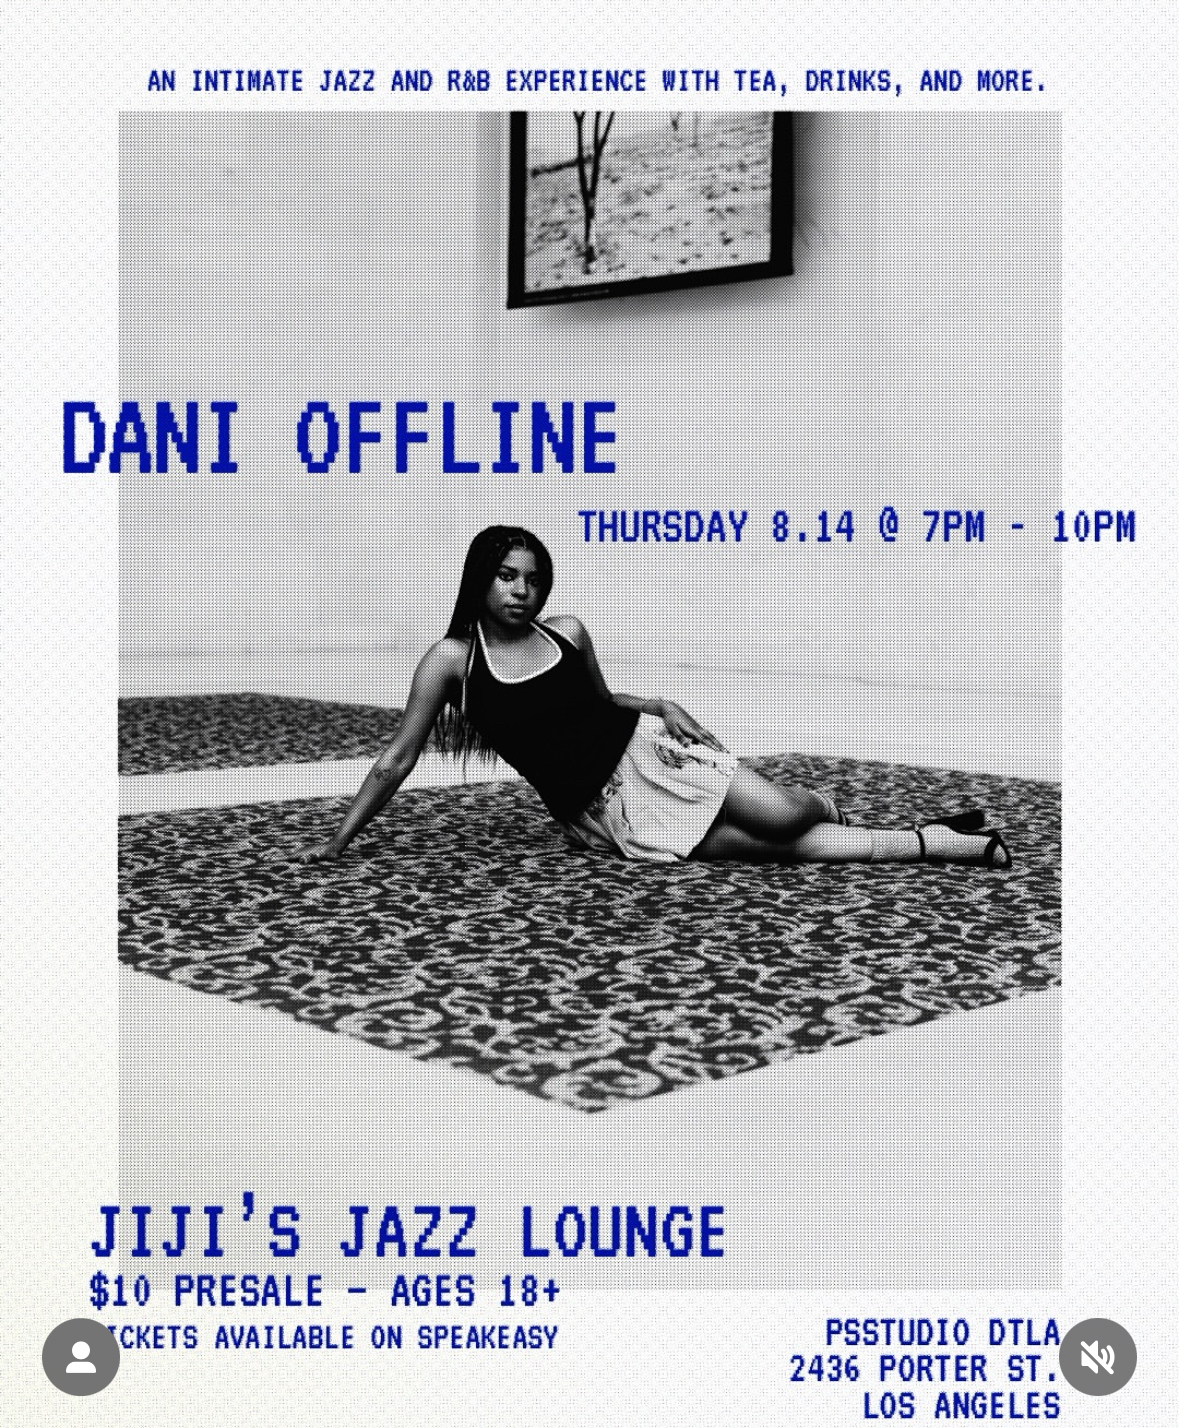 AN INTIMATE JAZZ AND R&B EXPERIENCE WITH TEA, DRINKS, AND MORE.
DANI OFFLINE
THURSDAY 8.14 @ 7PM - 10PM
JIJI'S JAZZ LOUNGE
$10 PRESALE – AGES 18+
TICKETS AVAILABLE ON SPEAKEASY
PSSTUDIO DTLA
2436 PORTER ST.
LOS ANGELES